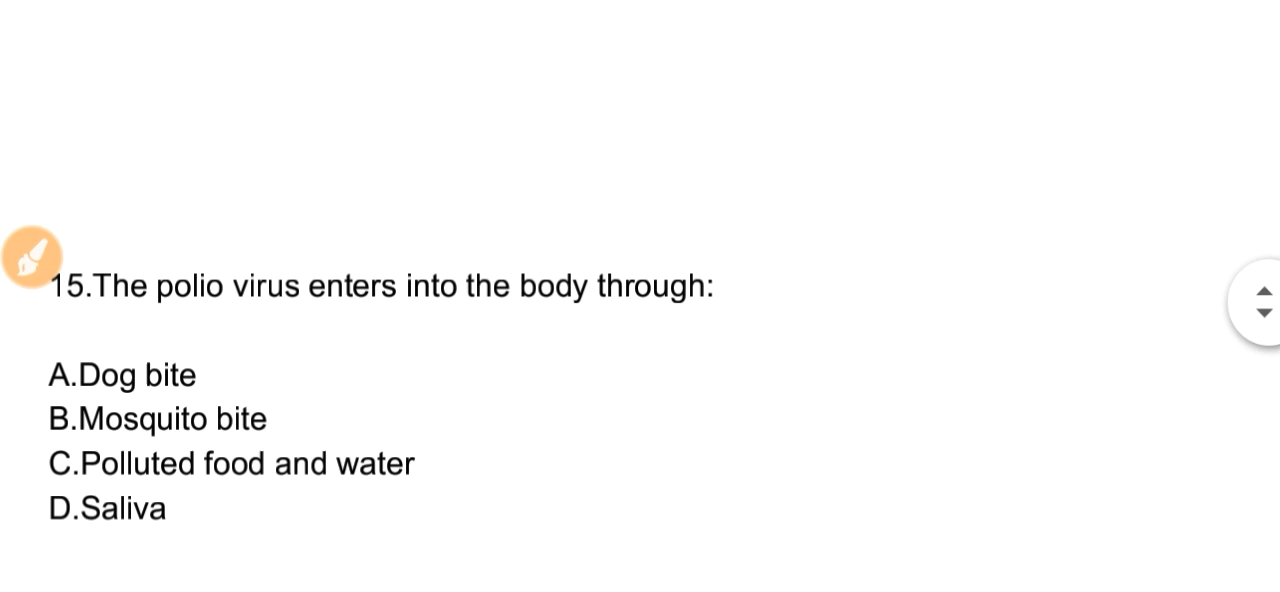 15.The polio virus enters into the body through:
A.Dog bite
B.Mosquito bite
C.Polluted food and water
D.Saliva